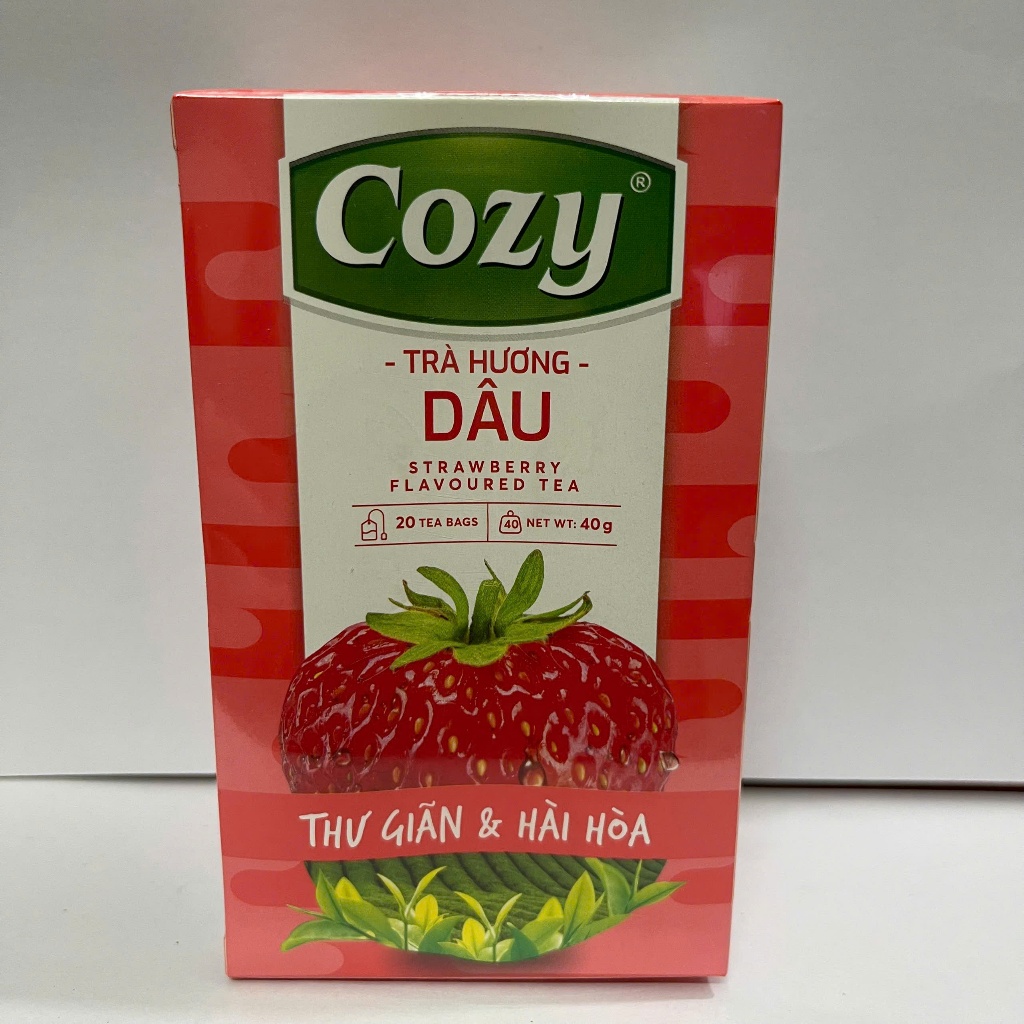 Cozy®
- TRÀ HƯƠNG -
DÂU
STRAWBERRY
FLAVOURED TEA
20 TEA BAGS 40 NET WT: 40g
THƯ GIÃN & HÀI HÒA